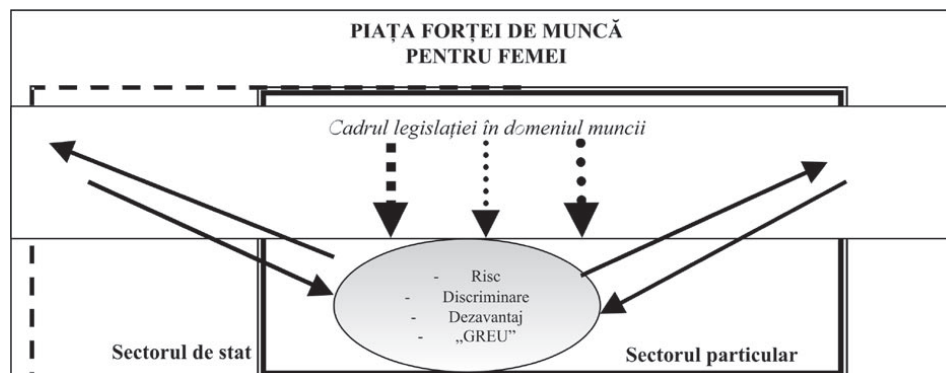 PIAȚA FORȚEI DE MUNCĂ
PENTRU FEMEI
Cadrul legislației în domeniul muncii
- Risc
- Discriminare
- Dezavantaj
- „GREU”
Sectorul de stat
Sectorul particular